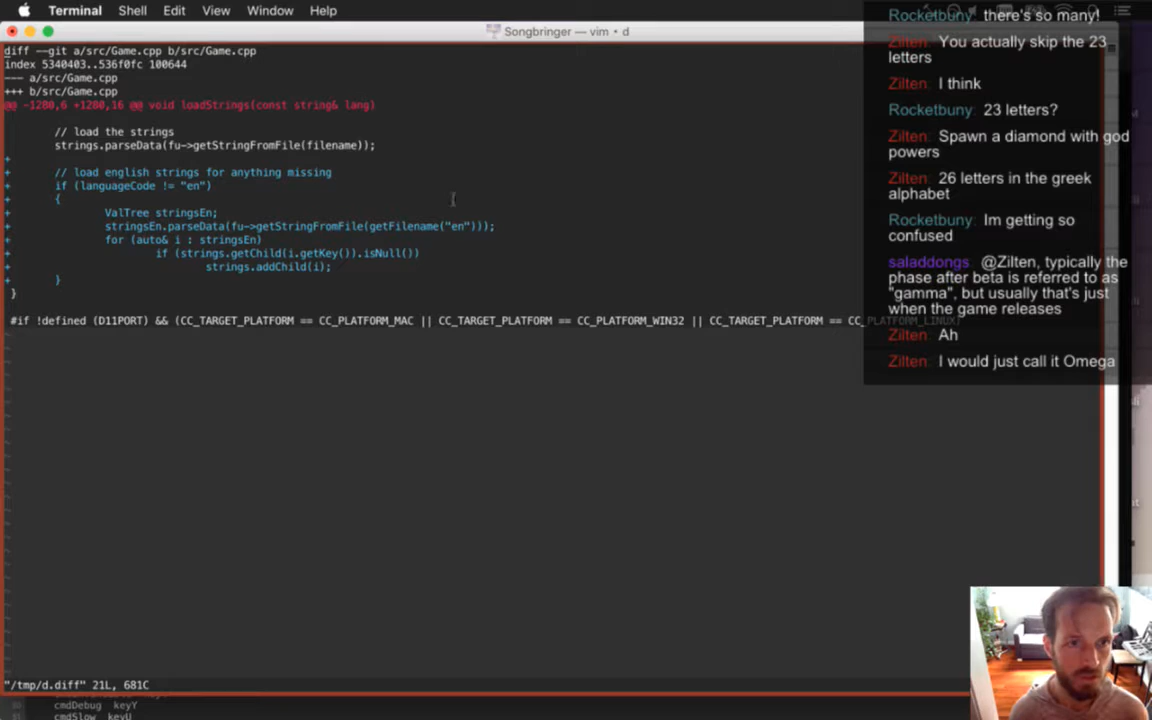 Terminal Shell Edit View Window Help
Songbringer — vim • d
diff --git a/src/Game.cpp b/src/Game.cpp
index 5340403..536f0fc 100644
--- a/src/Game.cpp
+++ b/src/Game.cpp
@@ -1280,6 +1280,16 @@ void loadStrings(const string& lang)
// load the strings
strings.parseData(fu->getStringFromFile(filename));
+
+ // load english strings for anything missing
+ if (languageCode != "en")
+ {
+ ValTree stringsEn;
+ stringsEn.parseData(fu->getStringFromFile(getFilename("en")));
+ for (auto& i : stringsEn)
+ if (strings.getChild(i.getKey()).isNull())
+ strings.addChild(i);
+ }
}
#if !defined (D11PORT) && (CC_TARGET_PLATFORM == CC_PLATFORM_MAC || CC_TARGET_PLATFORM == CC_PLATFORM_WIN32 || CC_TARGET_PLATFORM == CC_PLATFORM_LINUX)
"/tmp/d.diff" 21L, 681C
cmdDebug keyY
cmdSlow keyU
Rocketbuny: there's so many!
Zilten: You actually skip the 23
letters
Zilten: I think
Rocketbuny: 23 letters?
Zilten: Spawn a diamond with god
powers
Zilten: 26 letters in the greek
alphabet
Rocketbuny: Im getting so
confused
saladdongs @Zilten, typically the
phase after beta is referred to as
"gamma", but usually that's just
when the game releases
Zilten: Ah
Zilten: I would just call it Omega